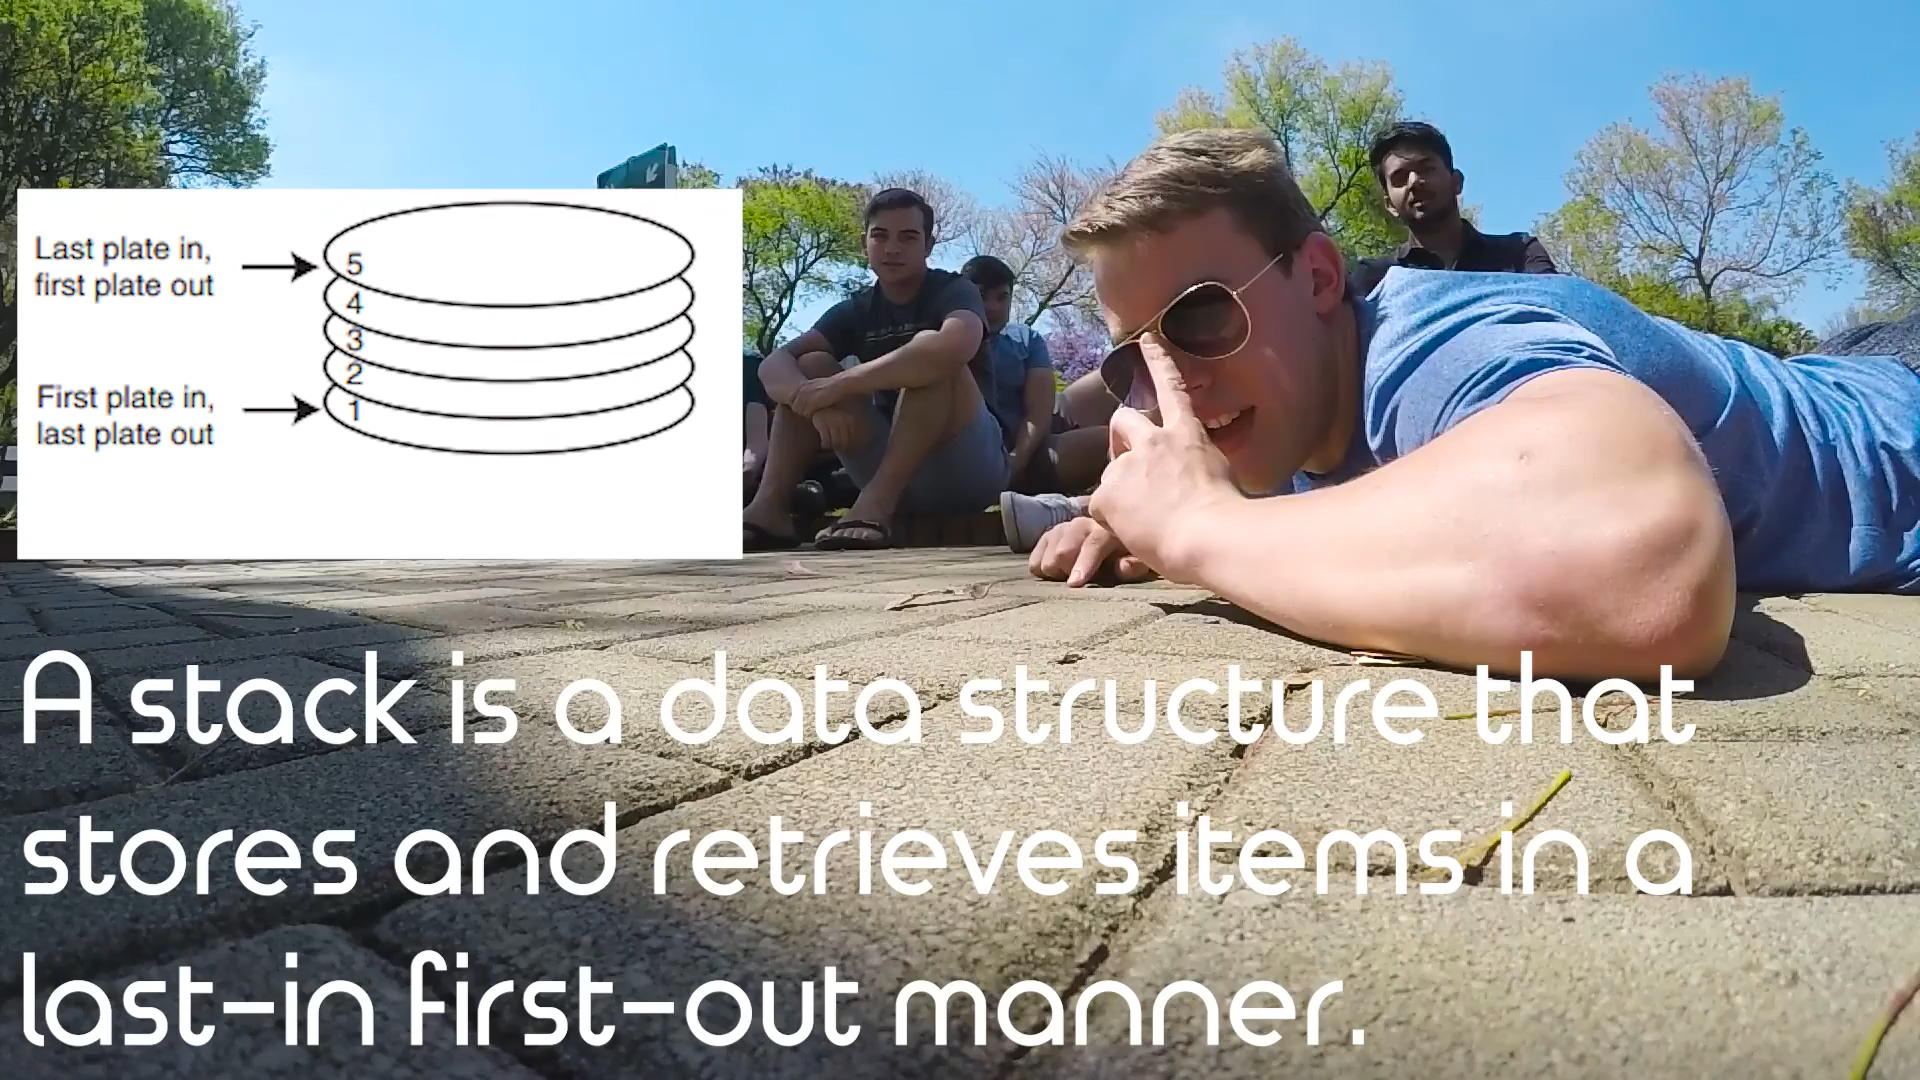 Last plate in,
first plate out
5
4
3
2
1
First plate in,
last plate out
A stack is a data structure that
stores and retrieves items in a
last-in first-out manner.